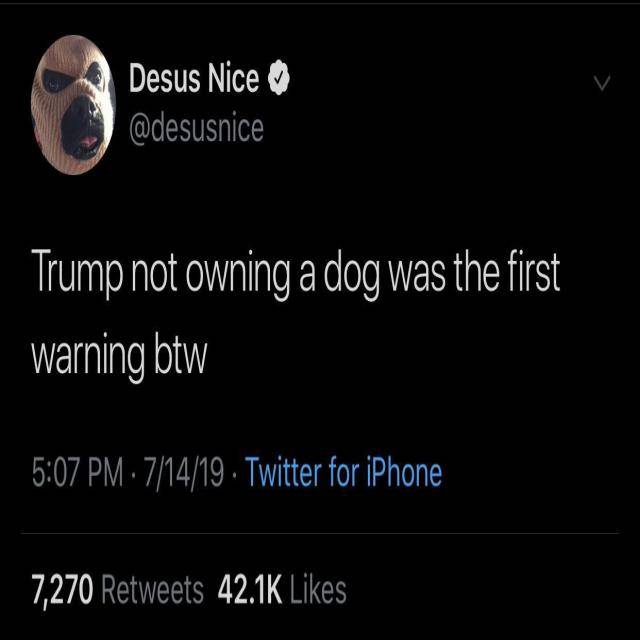 Desus Nice
@desusnice
Trump not owning a dog was the first
warning btw
5:07 PM · 7/14/19 · Twitter for iPhone
7,270 Retweets 42.1K Likes